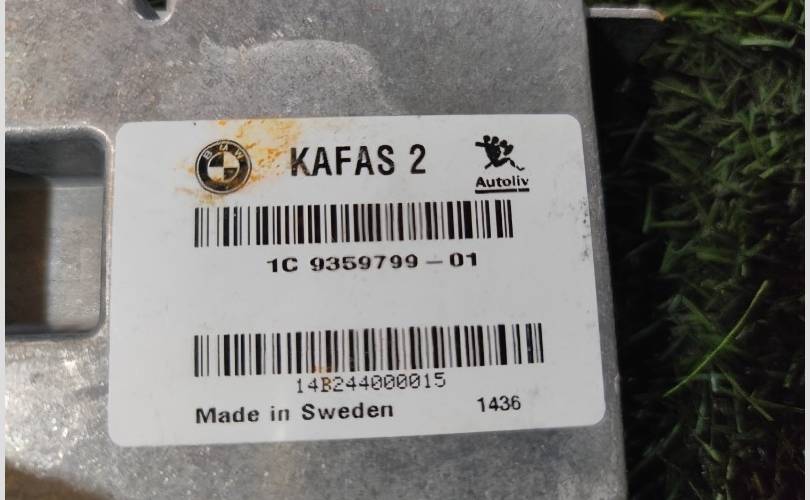 BMW
KAFAS 2
Autoliv
1C 9359799-01
14B244000015
Made in Sweden 1436